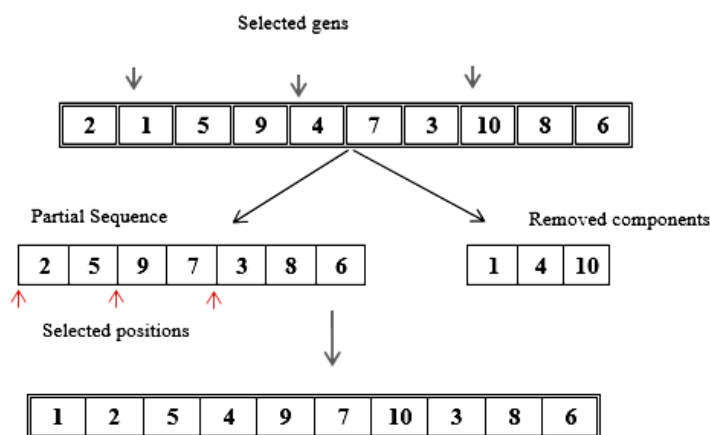 Selected gens
2 1 5 9 4 7 3 10 8 6
Partial Sequence
Removed components
2 5 9 7 3 8 6
1 4 10
Selected positions
1 2 5 4 9 7 10 3 8 6